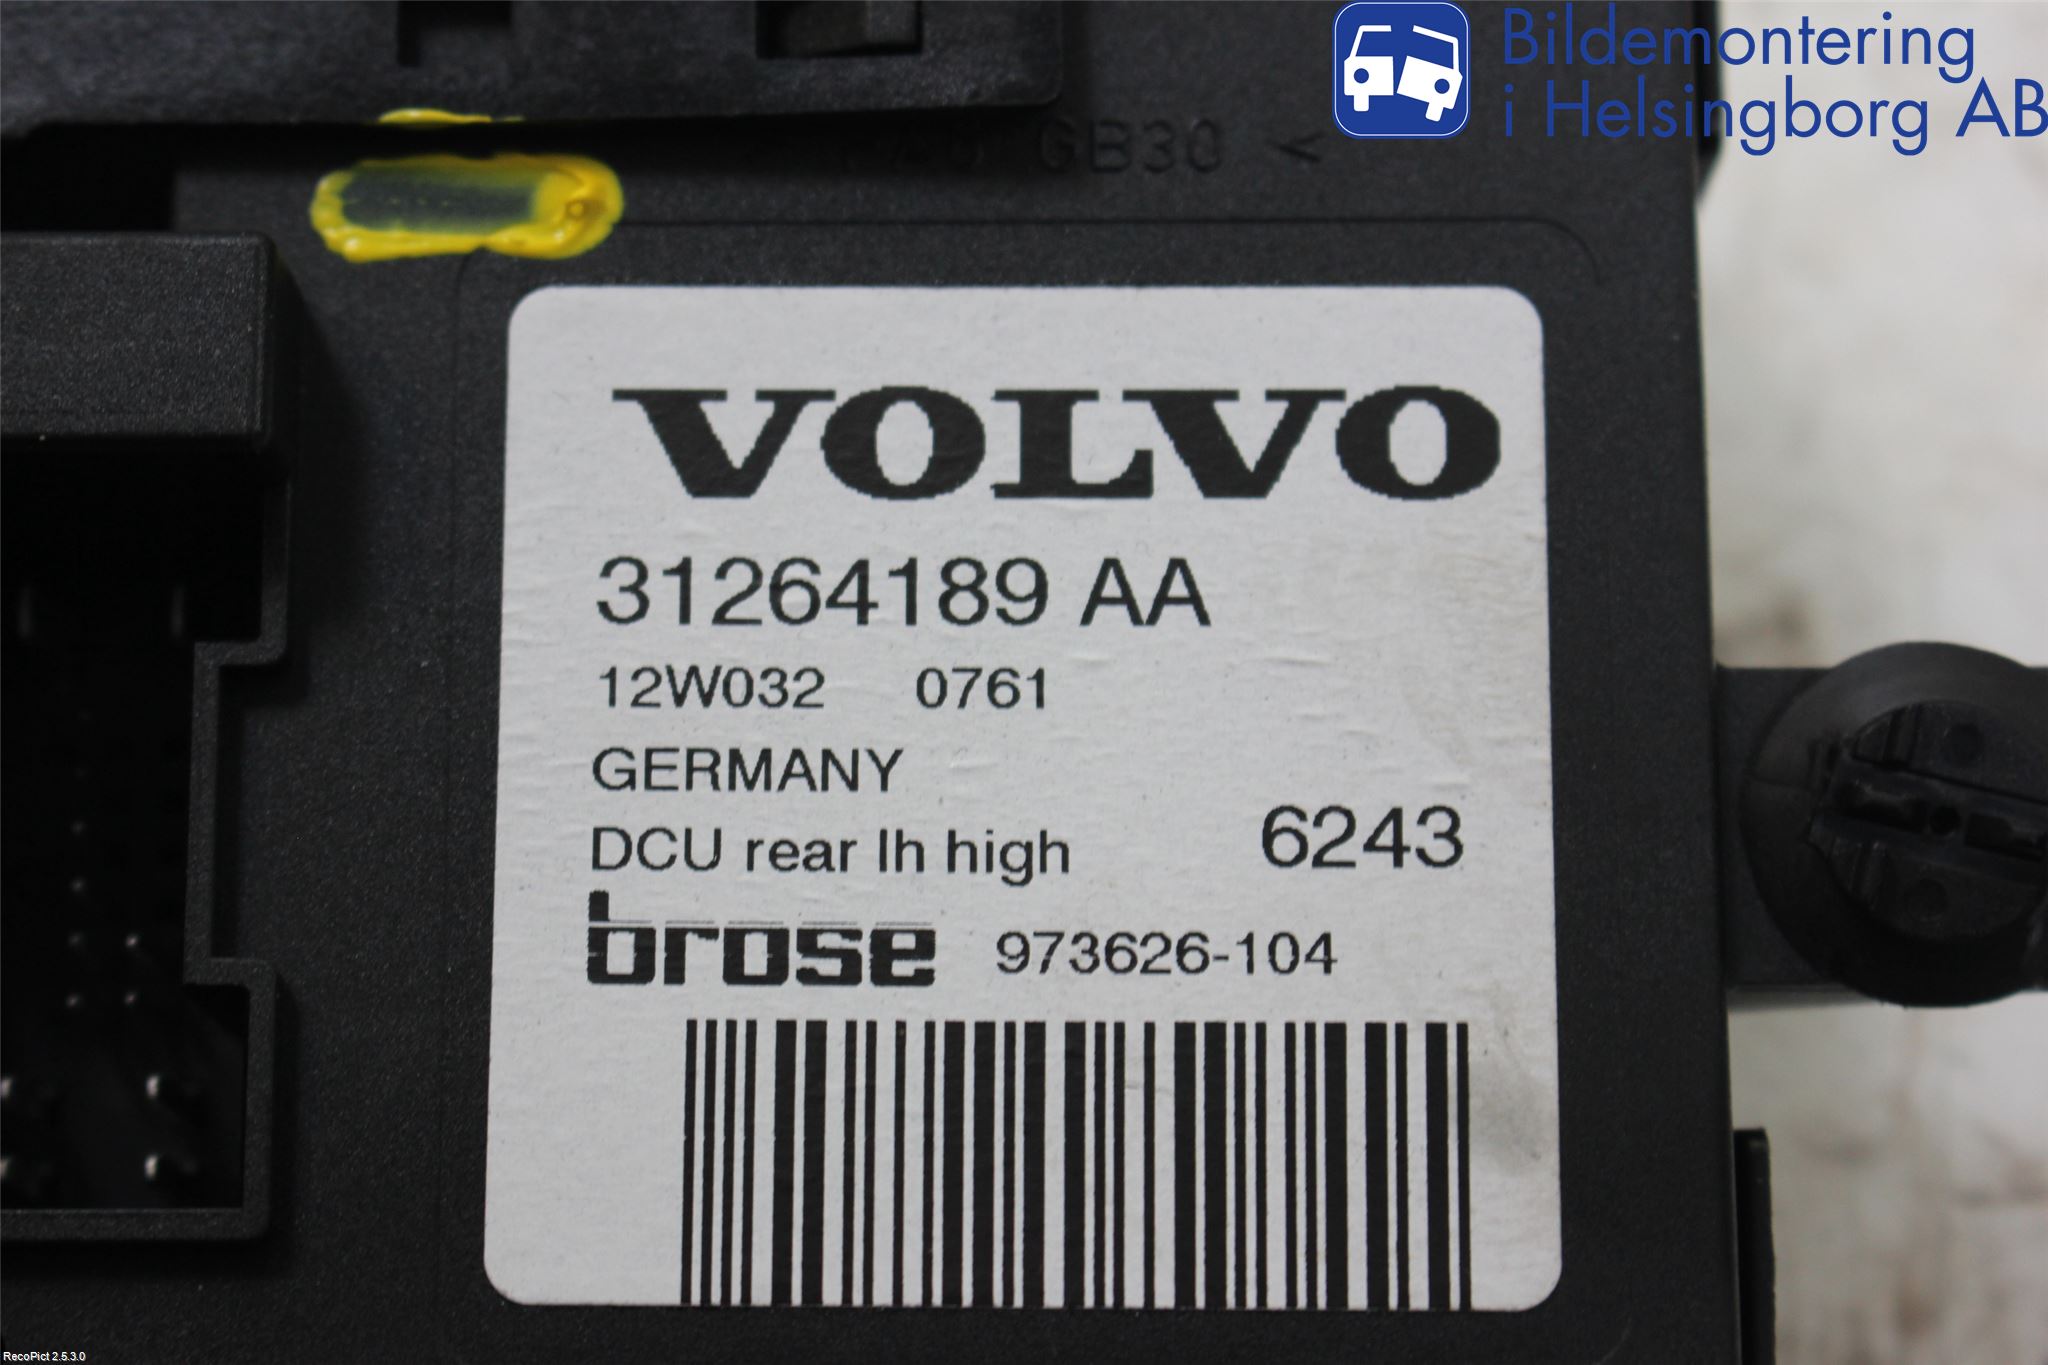 Bildemontering
i Helsingborg AB
GB30 <
VOLVO
31264189 AA
12W032 0761
GERMANY
DCU rear lh high 6243
brose 973626-104
RecoPict 2.5.3.0